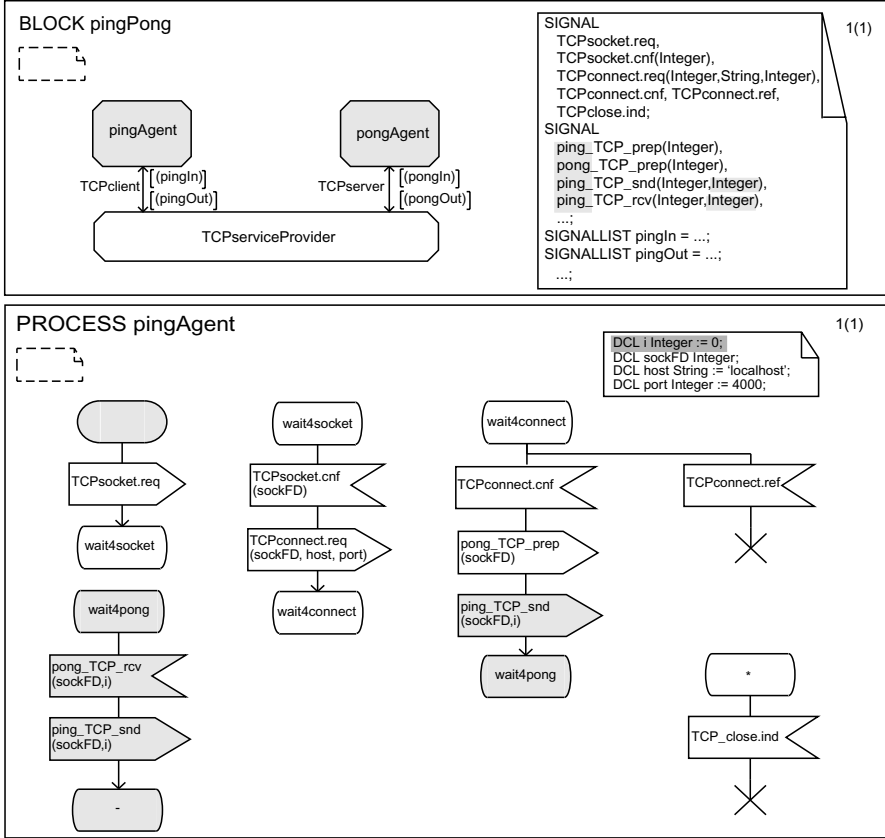 BLOCK pingPong
1(1)
pingAgent
pongAgent
TCPclient
[(pingIn)]
[(pingOut)]
TCPserver
[(pongIn)]
[(pongOut)]
TCPserviceProvider
SIGNAL
TCPsocket.req,
TCPsocket.cnf(Integer),
TCPconnect.req(Integer,String,Integer),
TCPconnect.cnf, TCPconnect.ref,
TCPclose.ind;
SIGNAL
ping_TCP_prep(Integer),
pong_TCP_prep(Integer),
ping_TCP_snd(Integer,Integer),
ping_TCP_rcv(Integer,Integer),
...;
SIGNALLIST pingIn = ...;
SIGNALLIST pingOut = ...;
...;
PROCESS pingAgent
1(1)
DCL i Integer := 0;
DCL sockFD Integer;
DCL host String := 'localhost';
DCL port Integer := 4000;
TCPsocket.req
wait4socket
wait4pong
pong_TCP_rcv
(sockFD,i)
ping_TCP_snd
(sockFD,i)
-
wait4socket
TCPsocket.cnf
(sockFD)
TCPconnect.req
(sockFD, host, port)
wait4connect
wait4connect
TCPconnect.cnf
pong_TCP_prep
(sockFD)
ping_TCP_snd
(sockFD,i)
wait4pong
TCPconnect.ref
*
TCP_close.ind